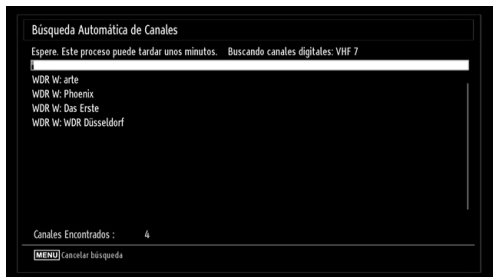 Búsqueda Automática de Canales
Espere. Este proceso puede tardar unos minutos. Buscando canales digitales: VHF 7
WDR W: arte
WDR W: Phoenix
WDR W: Das Erste
WDR W: WDR Düsseldorf
Canales Encontrados : 4
MENU Cancelar búsqueda